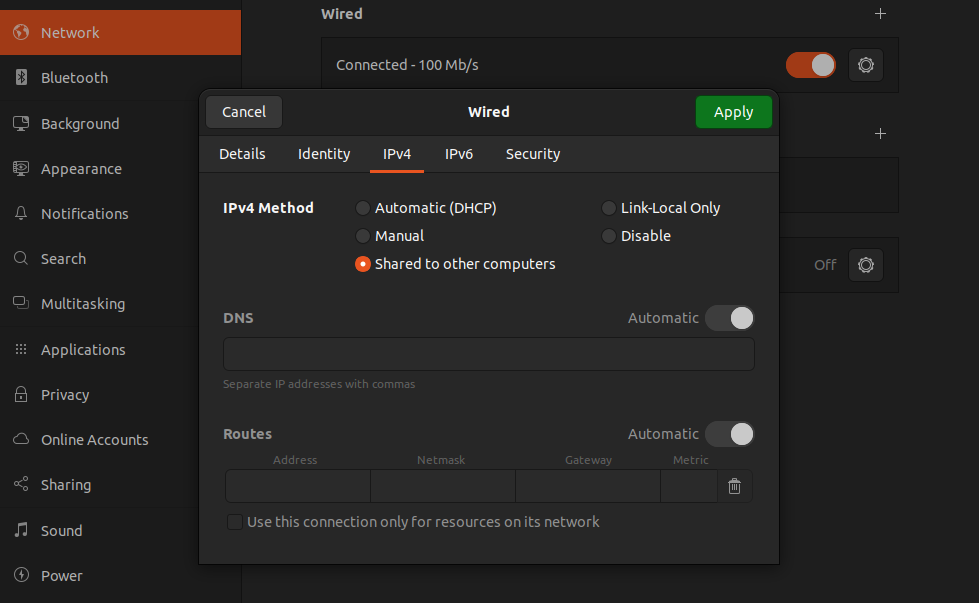 Network
Bluetooth
Background
Appearance
Notifications
Search
Multitasking
Applications
Privacy
Online Accounts
Sharing
Sound
Power
Wired
Connected - 100 Mb/s
Off
Cancel
Wired
Apply
Details Identity IPv4 IPv6 Security
IPv4 Method
Automatic (DHCP)
Link-Local Only
Manual
Disable
Shared to other computers
DNS
Automatic
Separate IP addresses with commas
Routes
Automatic
Address Netmask Gateway Metric
Use this connection only for resources on its network